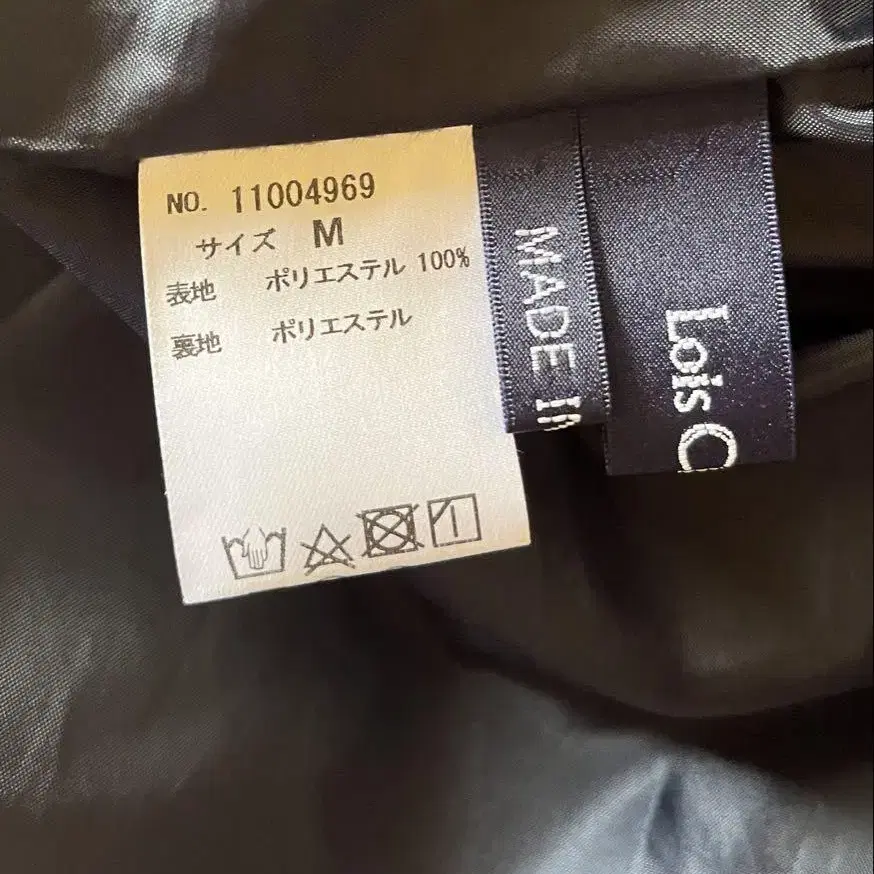 NO. 11004969
サイズ M
表地 ポリエステル 100%
裏地 ポリエステル
MADE IN
Lois C